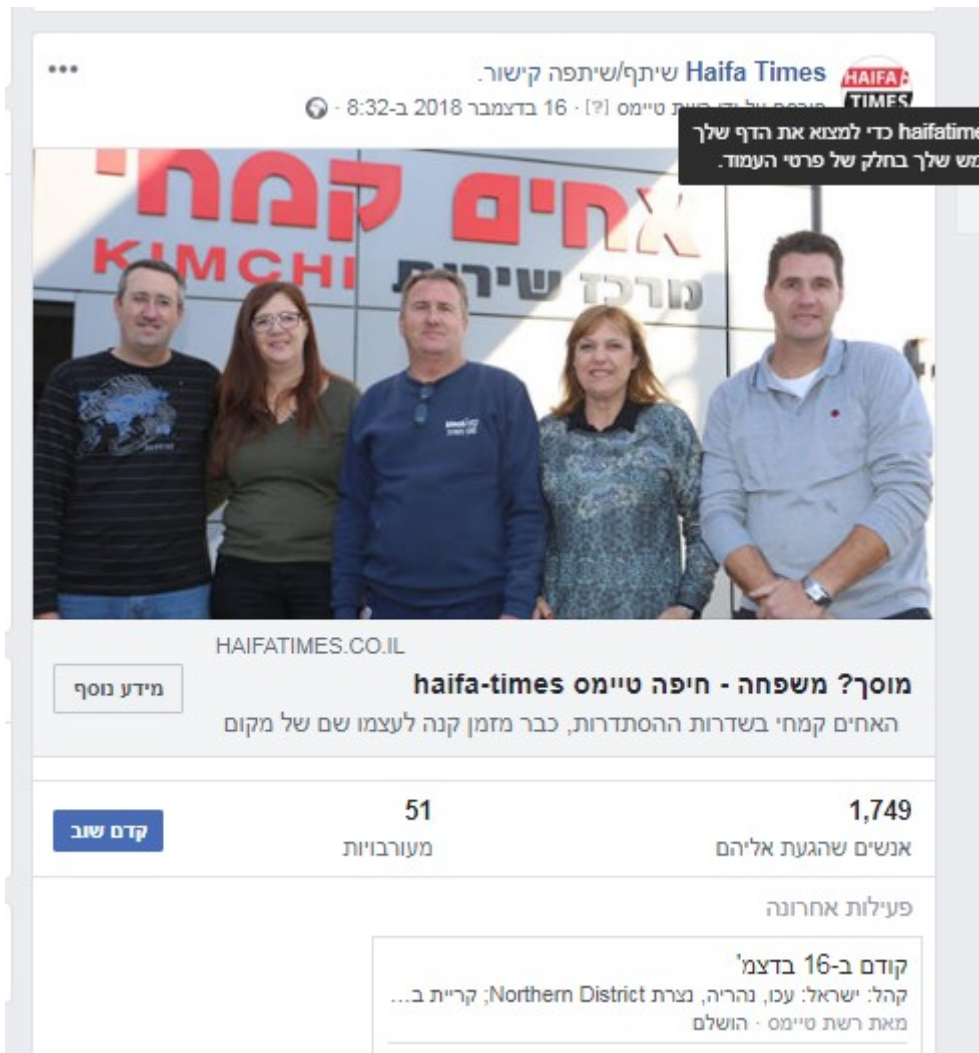 Haifa Times שיתף/שיתפה קישור.
HAIFA
TIMES
רשת טיימס [?] · 16 בדצמבר 2018 ב-8:32 ·
haifatime כדי למצוא את הדף שלך
שלך בחלק של פרטי העמוד.
אחים קמחי
KIMCHI מרכז שירות
HAIFATIMES.CO.IL
מוסך? משפחה - חיפה טיימס haifa-times
מידע נוסף
האחים קמחי בשדרות ההסתדרות, כבר מזמן קנה לעצמו שם של מקום
1,749
אנשים שהגעת אליהם
51
מעורבויות
קדם שוב
פעילות אחרונה
קודם ב-16 בדצמ'
קהל: ישראל: עכו, נהריה, נצרת Northern District; קריית ב...
מאת רשת טיימס · הושלם